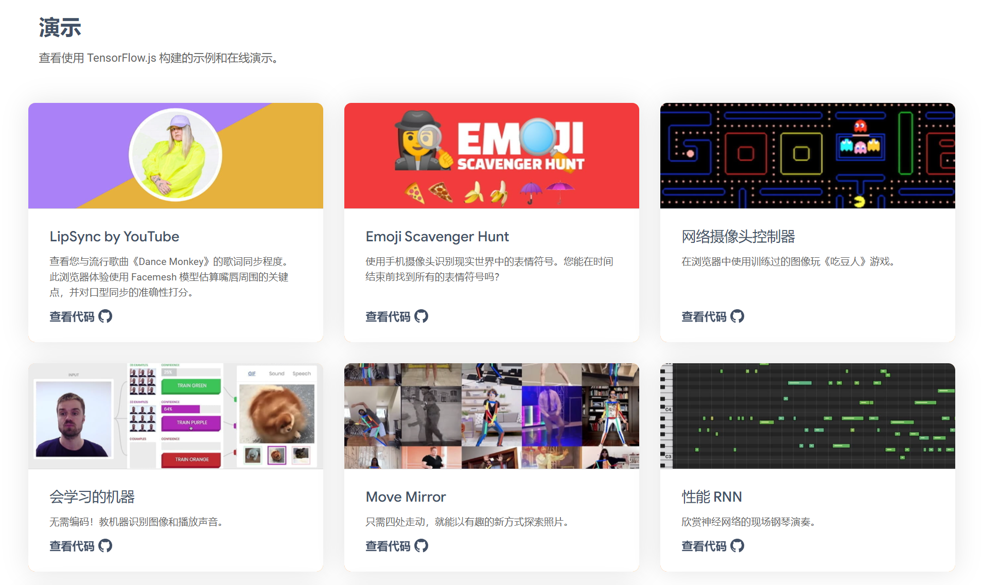 演示
查看使用 TensorFlow.js 构建的示例和在线演示。
EMOJI
SCAVENGER HUNT
LipSync by YouTube
查看您与流行歌曲《Dance Monkey》的歌词同步程度。
此浏览器体验使用 Facemesh 模型估算嘴唇周围的关键
点，并对口型同步的准确性打分。
查看代码
Emoji Scavenger Hunt
使用手机摄像头识别现实世界中的表情符号。您能在时间
结束前找到所有的表情符号吗？
查看代码
网络摄像头控制器
在浏览器中使用训练过的图像玩《吃豆人》游戏。
查看代码
INPUT
EXAMPLES CONFIDENCE
25%
TRAIN GREEN
33 EXAMPLES CONFIDENCE
64%
TRAIN PURPLE
0 EXAMPLES CONFIDENCE
TRAIN ORANGE
GIF Sound Speech
C4
C3
会学习的机器
无需编码！教机器识别图像和播放声音。
查看代码
Move Mirror
只需四处走动，就能以有趣的新方式探索照片。
查看代码
性能 RNN
欣赏神经网络的现场钢琴演奏。
查看代码